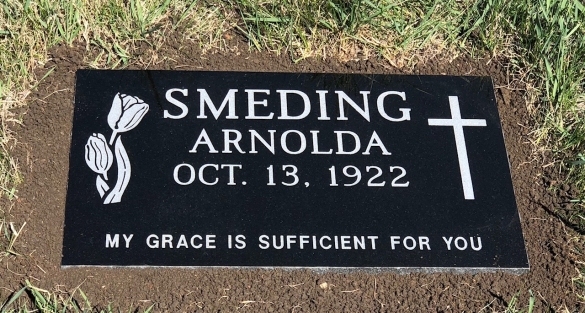 SMEDING
ARNOLDA
OCT. 13, 1922
MY GRACE IS SUFFICIENT FOR YOU